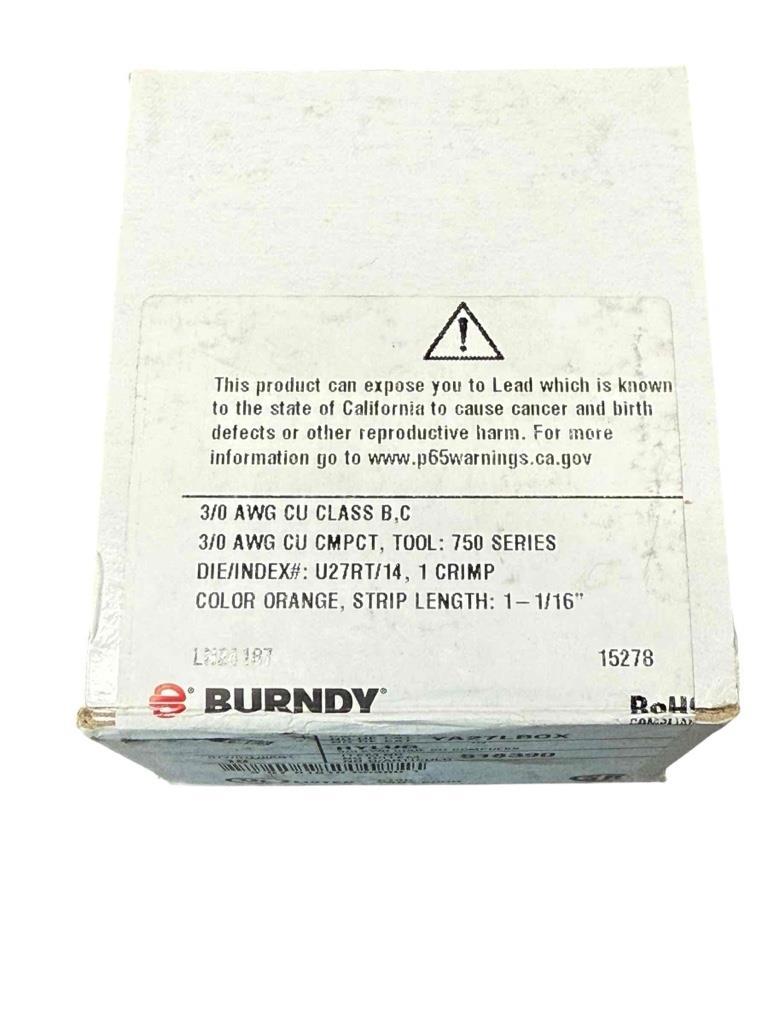 This product can expose you to Lead which is known
to the state of California to cause cancer and birth
defects or other reproductive harm. For more
information go to www.p65warnings.ca.gov
3/0 AWG CU CLASS B,C
3/0 AWG CU CMPCT, TOOL: 750 SERIES
DIE/INDEX#: U27RT/14, 1 CRIMP
COLOR ORANGE, STRIP LENGTH: 1-1/16"
15278
BURNDY®
RoHS
YA27LBOX
HYLUG